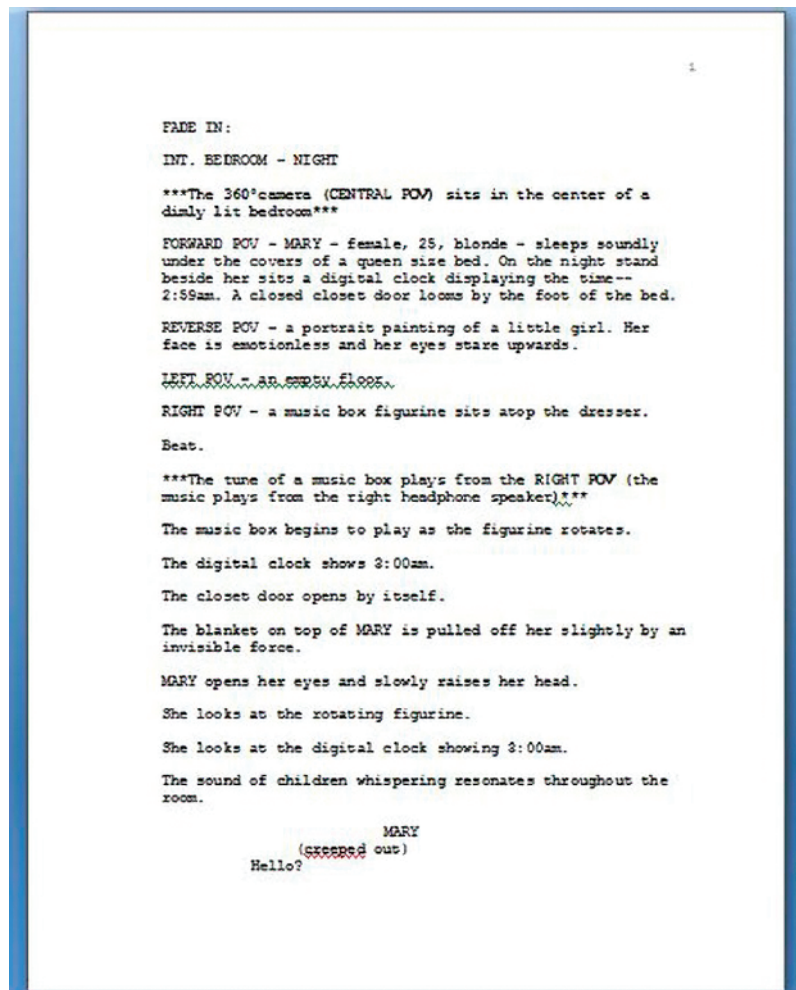 1
FADE IN:
INT. BEDROOM - NIGHT
***The 360°camera (CENTRAL POV) sits in the center of a
dimly lit bedroom***
FORWARD POV - MARY - female, 25, blonde - sleeps soundly
under the covers of a queen size bed. On the night stand
beside her sits a digital clock displaying the time--
2:59am. A closed closet door looms by the foot of the bed.
REVERSE POV - a portrait painting of a little girl. Her
face is emotionless and her eyes stare upwards.
LEFT POV - an empty floor.
RIGHT POV - a music box figurine sits atop the dresser.
Beat.
***The tune of a music box plays from the RIGHT POV (the
music plays from the right headphone speaker)***
The music box begins to play as the figurine rotates.
The digital clock shows 3:00am.
The closet door opens by itself.
The blanket on top of MARY is pulled off her slightly by an
invisible force.
MARY opens her eyes and slowly raises her head.
She looks at the rotating figurine.
She looks at the digital clock showing 3:00am.
The sound of children whispering resonates throughout the
room.
MARY
(creeped out)
Hello?